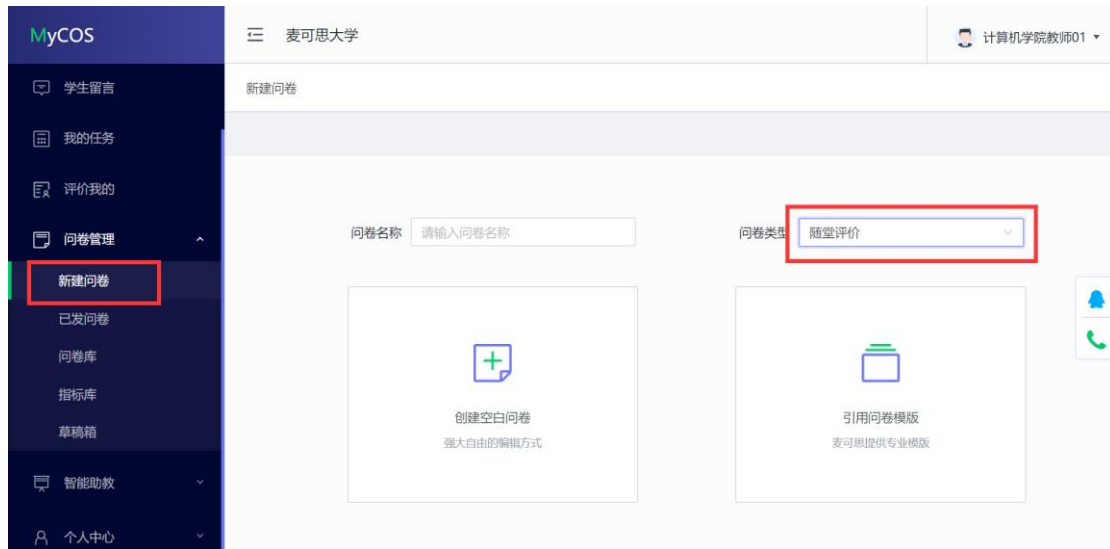 MyCOS
麦可思大学
计算机学院教师01
学生留言
新建问卷
我的任务
评价我的
问卷管理
新建问卷
已发问卷
问卷库
指标库
草稿箱
智能助教
个人中心
问卷名称 请输入问卷名称
问卷类型 随堂评价
创建空白问卷
强大自由的编辑方式
引用问卷模版
麦可思提供专业模版